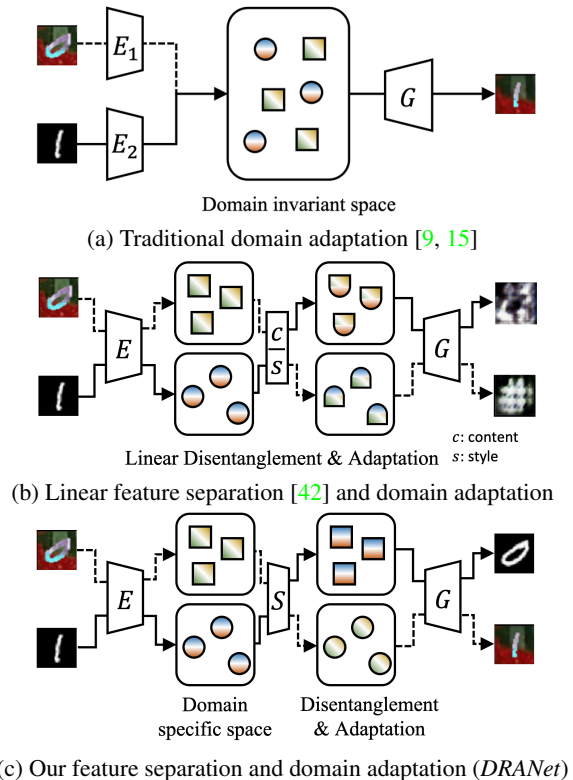 E1
E2
G
Domain invariant space
(a) Traditional domain adaptation [9, 15]
E
c
s
G
c: content
s: style
Linear Disentanglement & Adaptation
(b) Linear feature separation [42] and domain adaptation
E
S
G
Domain
specific space
Disentanglement
& Adaptation
(c) Our feature separation and domain adaptation (DRANet)